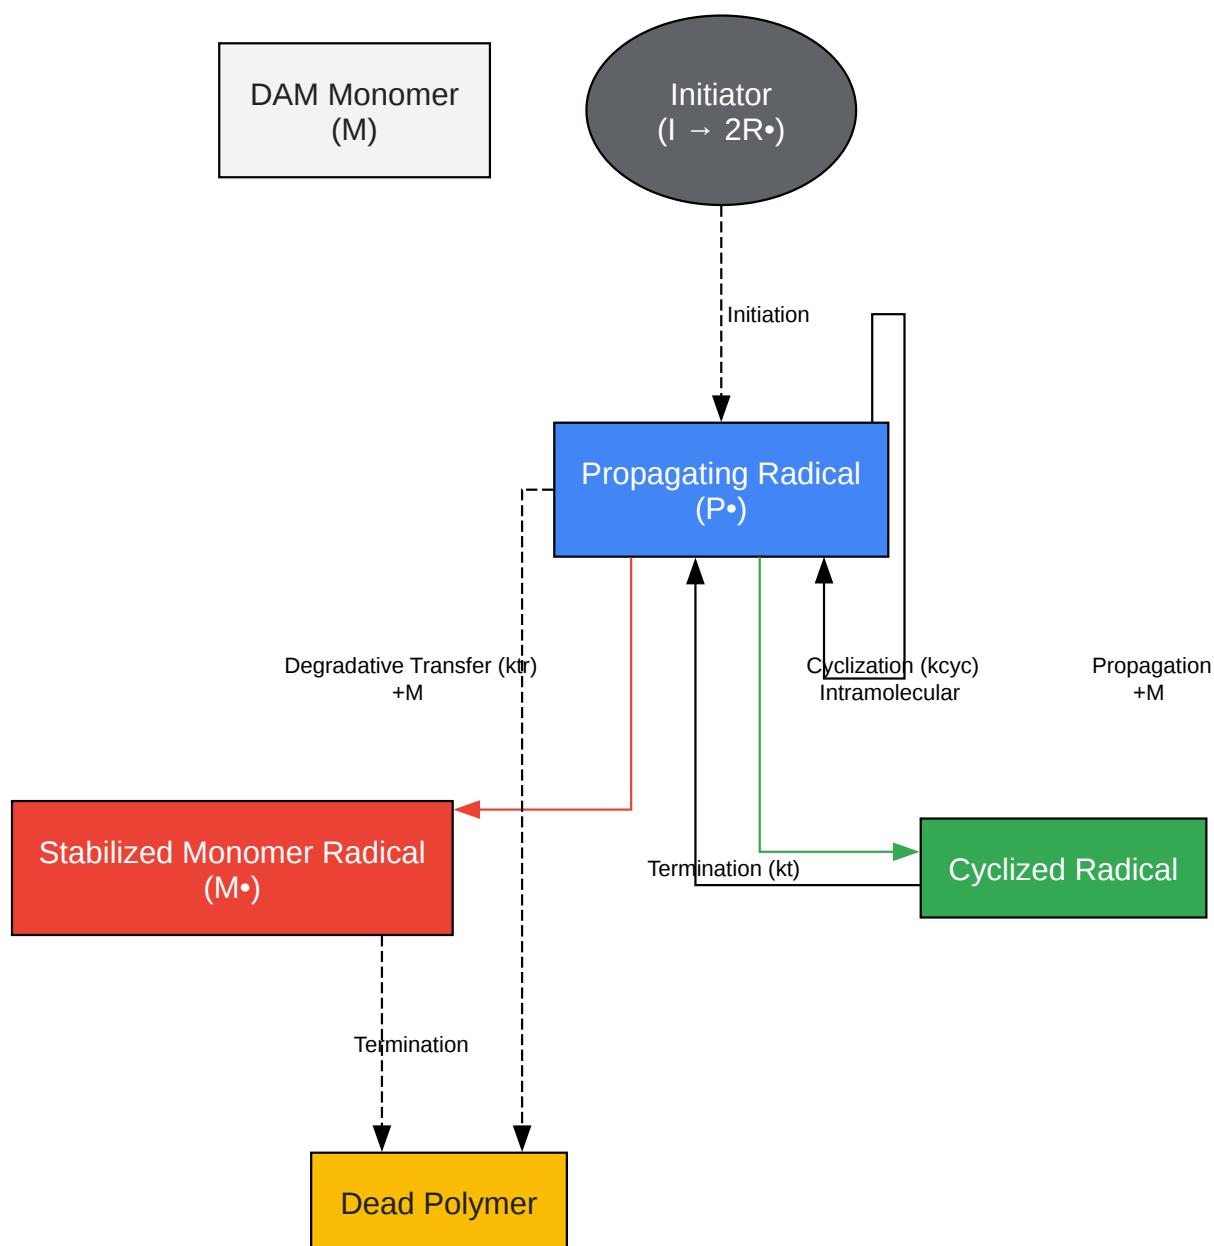 DAM Monomer
(M)
Initiator
(I → 2R•)
Initiation
Propagating Radical
(P•)
Degradative Transfer (ktr)
+M
Cyclization (kcyc)
Intramolecular
Propagation
+M
Stabilized Monomer Radical
(M•)
Termination (kt)
Cyclized Radical
Termination
Dead Polymer